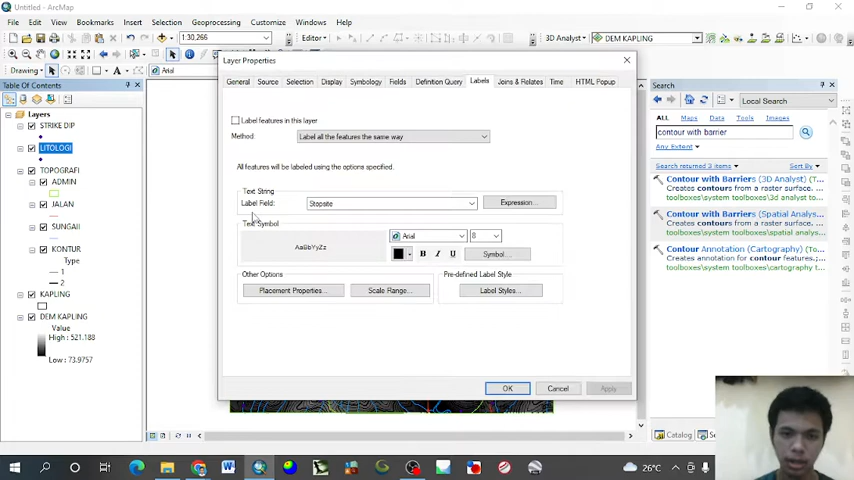 Untitled - ArcMap
File Edit View Bookmarks Insert Selection Geoprocessing Customize Windows Help
1:30,266
Editor
3D Analyst
DEM KAPLING
Drawing
Arial
Table Of Contents
Layers
STRIKE DIP
LITOLOGI
TOPOGRAFI
ADMIN
JALAN
SUNGAII
KONTUR
Type
1
2
KAPLING
DEM KAPLING
Value
High : 521.188
Low : 73.9757
Layer Properties
General Source Selection Display Symbology Fields Definition Query Labels Joins & Relates Time HTML Popup
Label features in this layer
Method: Label all the features the same way
All features will be labeled using the options specified.
Text String
Label Field: Stopsite Expression...
Text Symbol
AaBbYyZz
Arial 8
B I U Symbol...
Other Options
Placement Properties... Scale Range...
Pre-defined Label Style
Label Styles...
OK Cancel Apply
Search
Local Search
ALL Maps Data Tools Images
contour with barrier
Any Extent
Search returned 3 items Sort By
Contour with Barriers (3D Analyst) (To
Creates contours from a raster surface.
toolboxes\system toolboxes\3d analyst
Contour with Barriers (Spatial Analys
Creates contours from a raster surface.
toolboxes\system toolboxes\spatial analy
Contour Annotation (Cartography) (T
Creates annotation for contour features;
toolboxes\system toolboxes\cartography t
Catalog
26°C